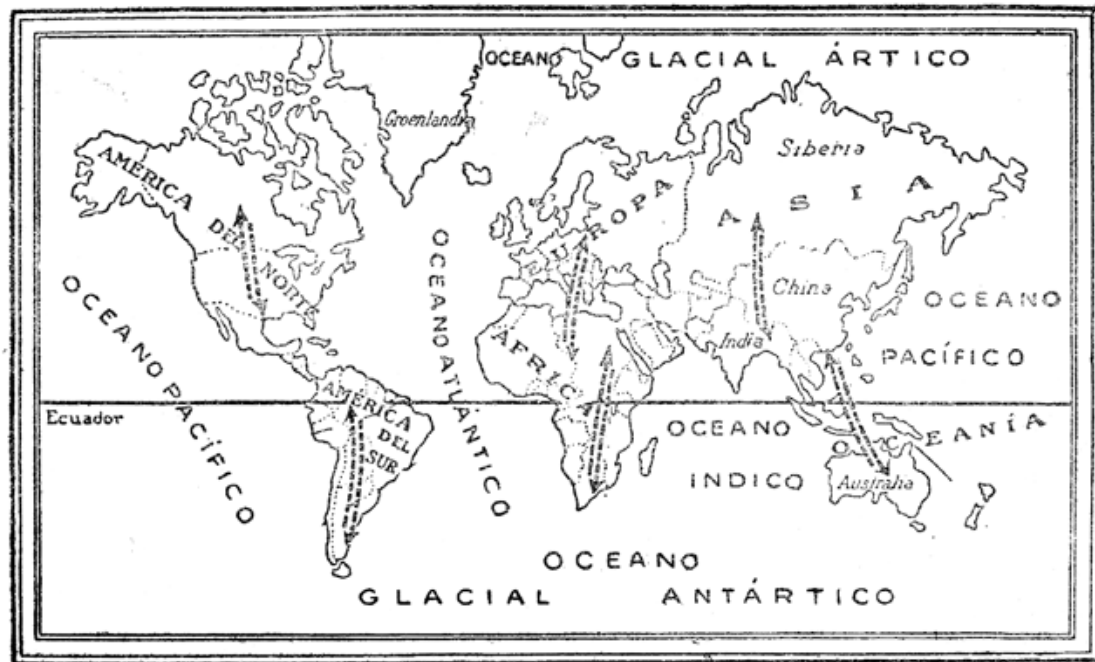 OCEANO GLACIAL ÁRTICO
Groenlandia
AMÉRICA DEL NORTE
EUROPA
Siberia
ASIA
China
India
OCEANO PACÍFICO
OCEANO ATLÁNTICO
OCEANO PACÍFICO
AFRICA
Ecuador
AMÉRICA DEL SUR
OCEANO INDICO
OCEANÍA
Australia
OCEANO GLACIAL ANTÁRTICO